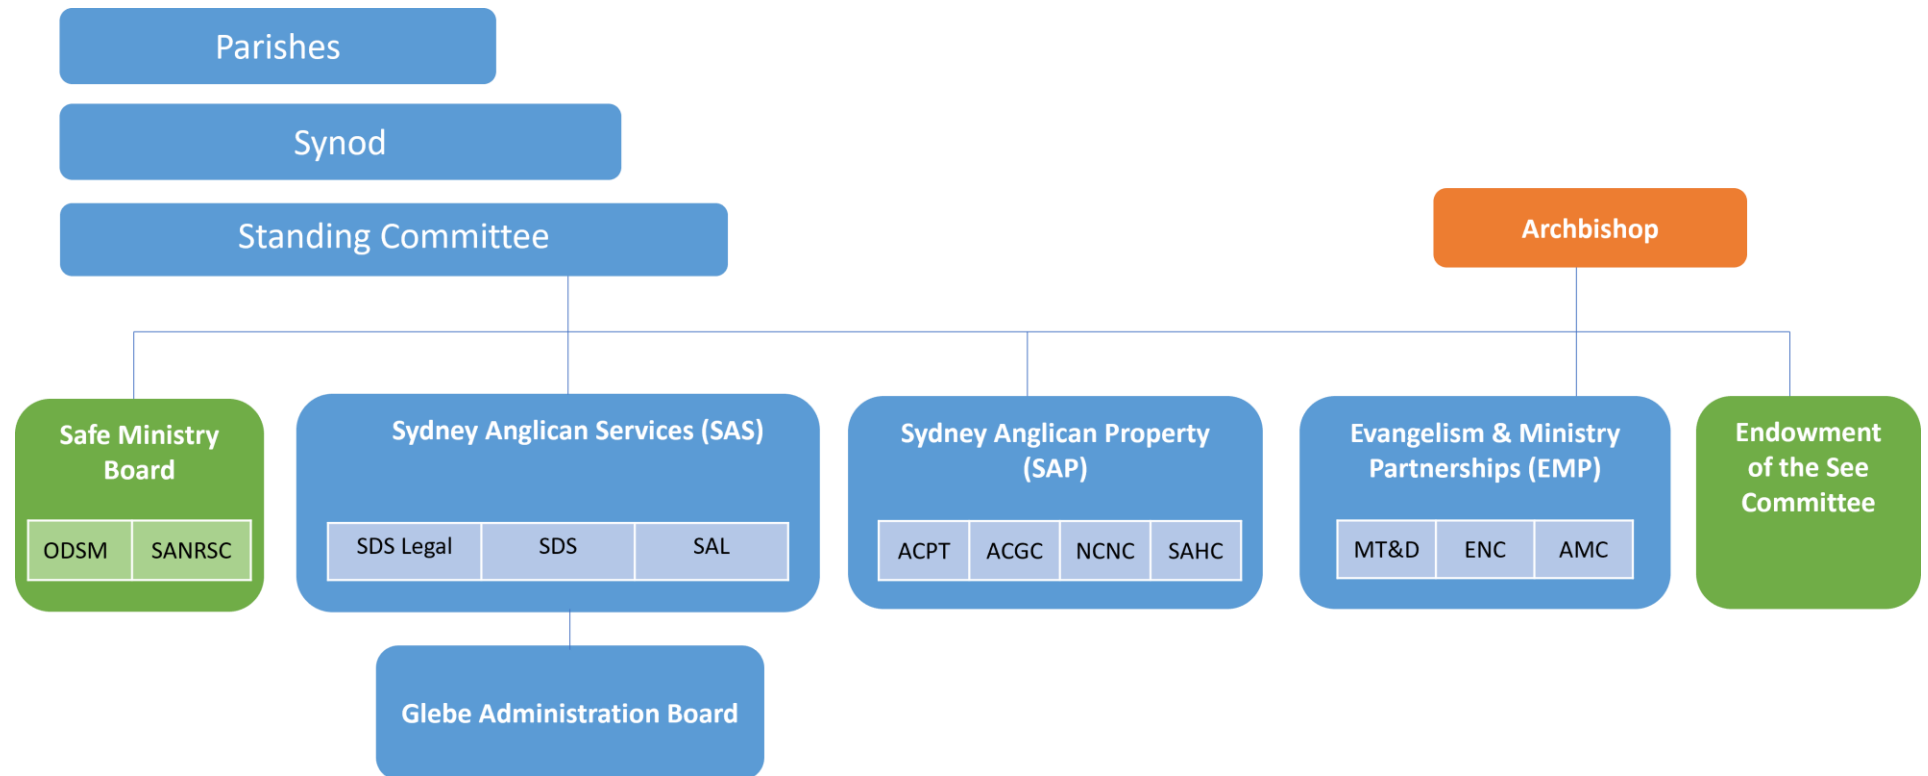 Parishes
Synod
Standing Committee
Archbishop
Safe Ministry
Board
ODSM SANRSC
Sydney Anglican Services (SAS)
SDS Legal SDS SAL
Sydney Anglican Property
(SAP)
ACPT ACGC NCNC SAHC
Evangelism & Ministry
Partnerships (EMP)
MT&D ENC AMC
Endowment
of the See
Committee
Glebe Administration Board